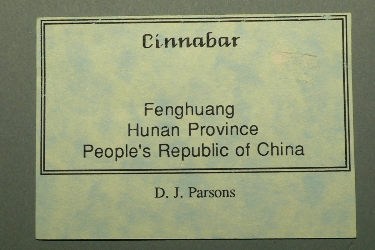 Cinnabar
Fenghuang
Hunan Province
People's Republic of China
D. J. Parsons